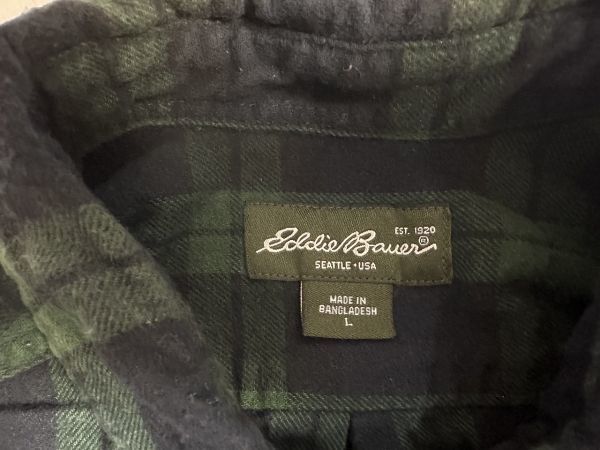 EST. 1920
Eddie Bauer®
SEATTLE • USA
MADE IN
BANGLADESH
L